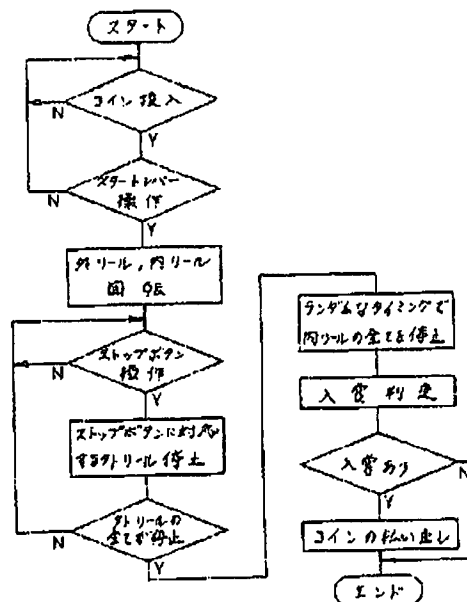 スタート
コイン投入
N
Y
スタートレバー
操作
N
Y
外リール,内リール
回転
ストップボタン
操作
N
Y
ストップボタンに対応
する外リール停止
外リールの
全てが停止
N
Y
ランダムなタイミングで
内リールの全てを停止
入賞判定
入賞あり
N
Y
コインの払い出し
エンド